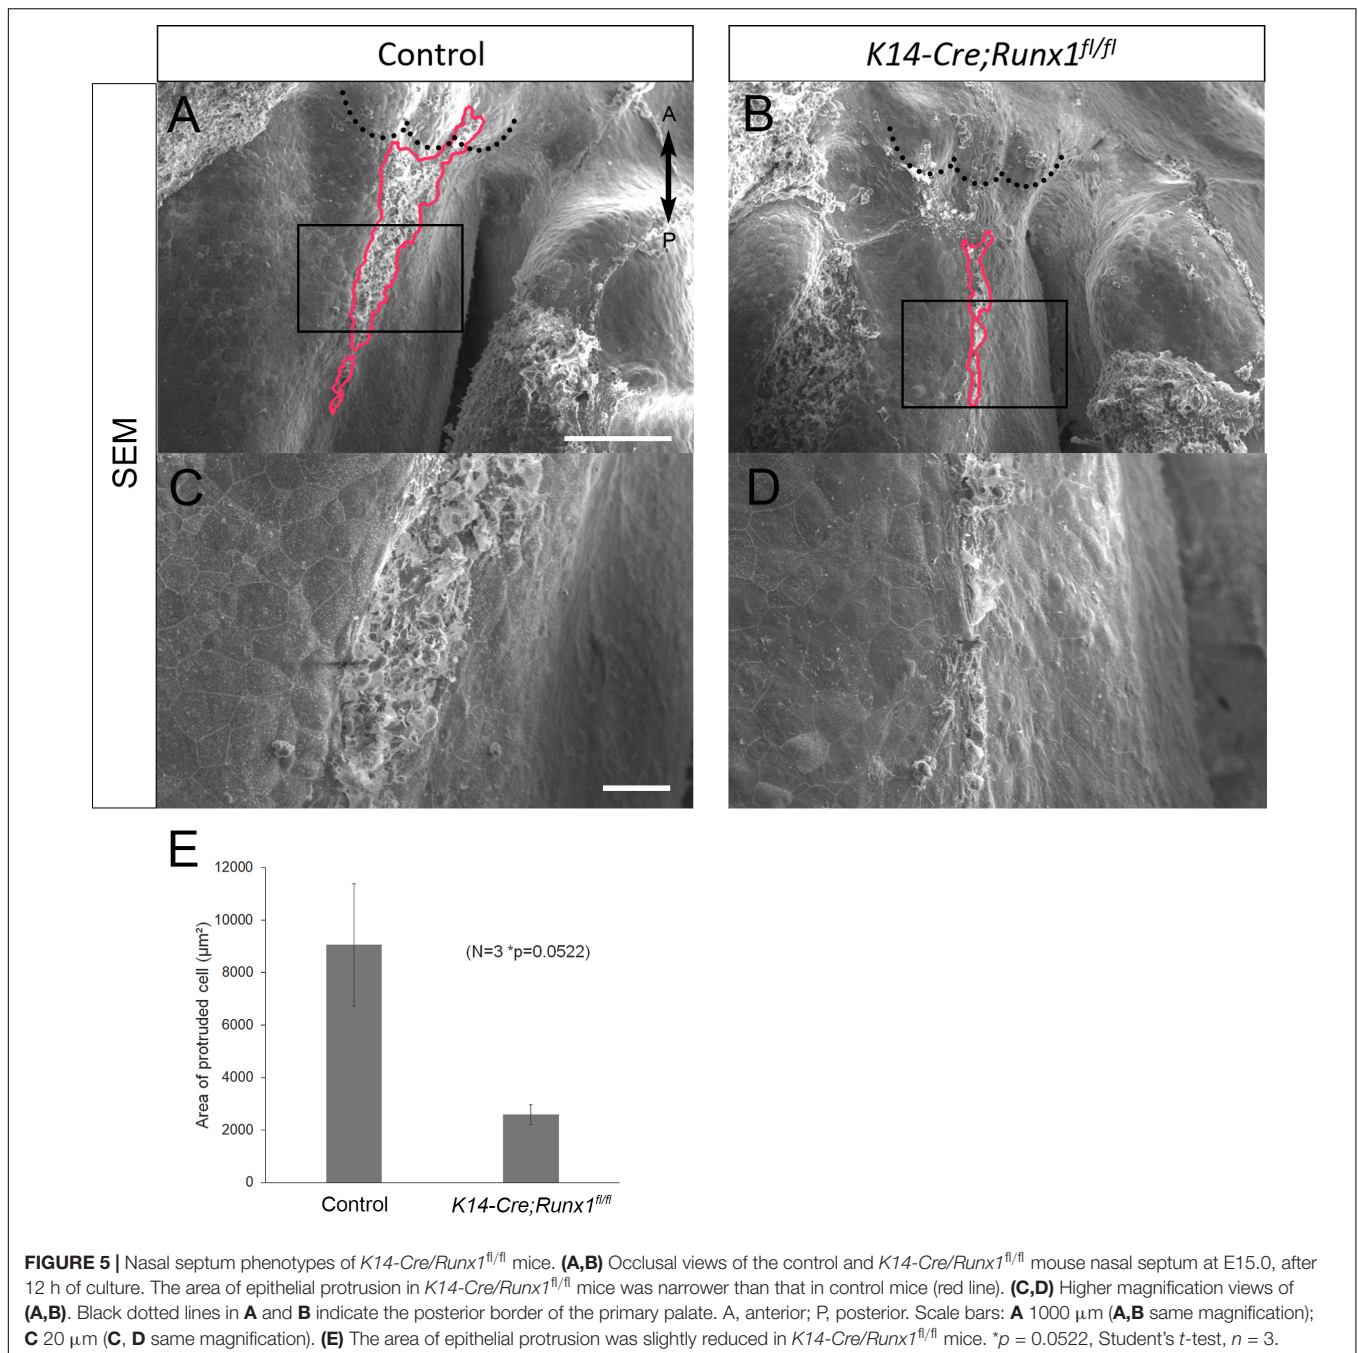 Control
K14-Cre;Runx1fl/fl
SEM
A
A
P
B
C
D
E
12000
10000
8000
6000
4000
2000
0
Area of protruded cell (µm²)
(N=3 *p=0.0522)
Control
K14-Cre;Runx1fl/fl
FIGURE 5 | Nasal septum phenotypes of K14-Cre/Runx1fl/fl mice. (A,B) Occlusal views of the control and K14-Cre/Runx1fl/fl mouse nasal septum at E15.0, after
12 h of culture. The area of epithelial protrusion in K14-Cre/Runx1fl/fl mice was narrower than that in control mice (red line). (C,D) Higher magnification views of
(A,B). Black dotted lines in A and B indicate the posterior border of the primary palate. A, anterior; P, posterior. Scale bars: A 1000 µm (A,B same magnification);
C 20 µm (C, D same magnification). (E) The area of epithelial protrusion was slightly reduced in K14-Cre/Runx1fl/fl mice. *p = 0.0522, Student's t-test, n = 3.